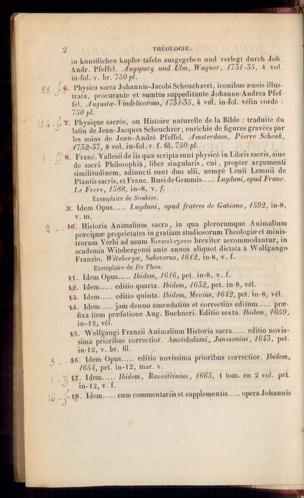 2 THÉOLOGIE.
in künstlichen kupfer-tafeln ausgegeben und verlegt durch Joh.
Andr. Pfeffel. Augspurg und Ulm, Wagner, 1731-35, 4 vol.
in-fol. v. br. 750 pl.
6. Physica sacra Johannis-Jacobi Scheuchzeri, iconibus æneis illus-
trata, procurante et sumtus suppeditante Johanne-Andrea Pfef-
fel. Augustæ-Vindelicorum, 1731-35, 4 vol. in-fol. vélin cordé :
750 pl.
7. Physique sacrée, ou Histoire naturelle de la Bible : traduite du
latin de Jean-Jacques Scheuchzer; enrichie de figures gravées par
les soins de Jean-André Pfeffel. Amsterdam, Pierre Schenk,
1732-37, 8 vol. in-fol. v. f. fil. 750 pl.
8. Franc. Vallesii de iis quæ scripta sunt physicè in Libris sacris, siue
de sacrâ Philosophiâ, liber singularis, cui, propter argumenti
similitudinem, adiuncti sunt duo alii, nempè Leuii Lemnii de
Plantis sacris, et Franc. Ruei de Gemmis..... Lugduni, apud Franc.
Le Fevre, 1588, in-8, v. f.
Exemplaire de Soubise.
9. Idem Opus..... Lugduni, apud fratres de Gabiano, 1592, in-8,
v. m.
10. Historia Animalium sacra, in qua plerorumque Animalium
præcipuæ proprietates in gratiam studiosorum Theologiæ et minis-
trorum Verbi ad usum breviter accommodantur, in
academia Witebergensi ante annos aliquot dictata à Wolfgango
Franzio. Witebergæ, Scheverus, 1612, in-8, v. f.
Exemplaire de De Thou.
11. Idem Opus..... Ibidem, 1616, pet. in-8, v. f.
12. Idem..... editio quarta. Ibidem, 1632, pet. in 8, vél.
13. Idem..... editio quinta. Ibidem, Mevius, 1642, pet. in-8, vél.
14. Idem..... jam denuo emendatius et correctiùs editum..... præ-
fixa item præfatione Aug. Buchneri. Editio sexta. Ibidem, 1659,
in-12, vél.
15. Wolfgangi Franzii Animalium Historia sacra..... editio novis-
sima prioribus correctior. Amstelodami, Janssonius, 1643, pet.
in-12, v. br. fil.
16. Idem Opus..... editio novissima prioribus correctior. Ibidem,
1654, pet. in-12, mar. v.
17. Idem..... Ibidem, Ravesteinius, 1665, 1 tom. en 2 vol. pet.
in-12, v. f.
18. Idem..... cum commentariis et supplementis..... opera Johannis